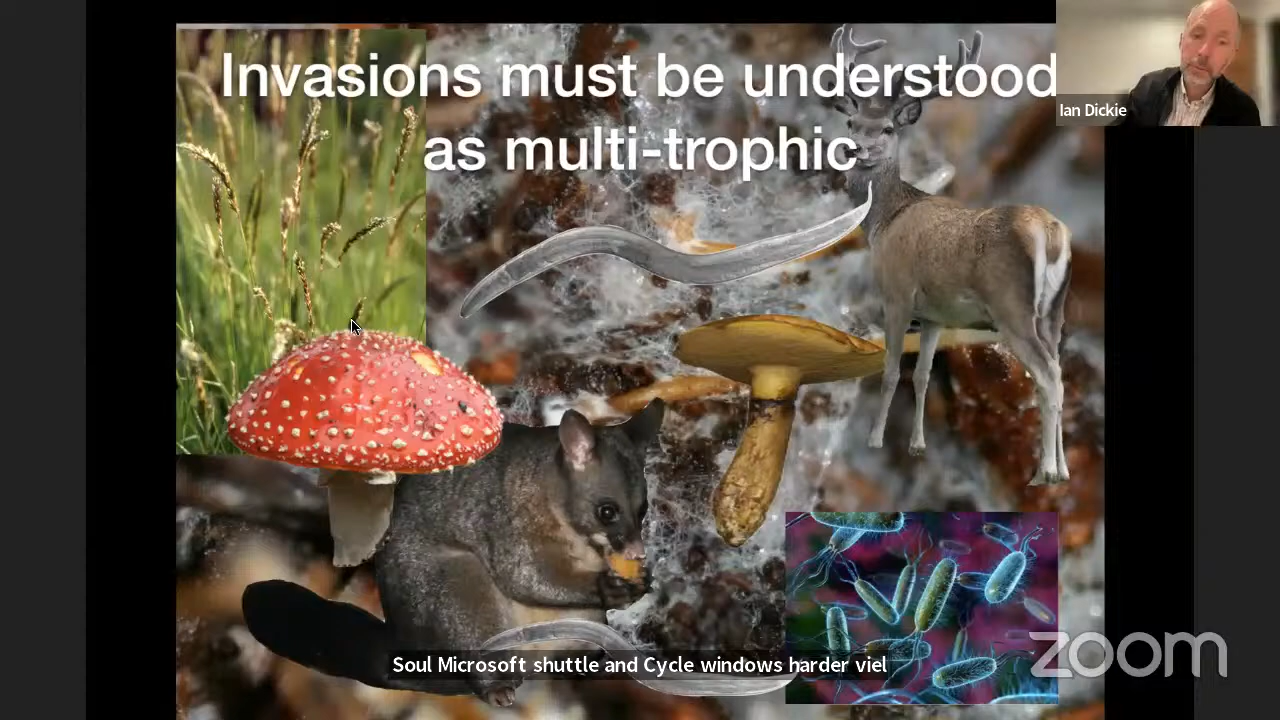 Invasions must be understood
as multi-trophic
Ian Dickie
Soul Microsoft shuttle and Cycle windows harder viel
zoom